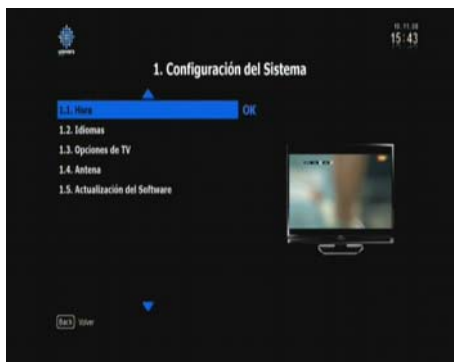 15:43
1. Configuración del Sistema
1.1. Hora OK
1.2. Idiomas
1.3. Opciones de TV
1.4. Antena
1.5. Actualización del Software
Back Volver